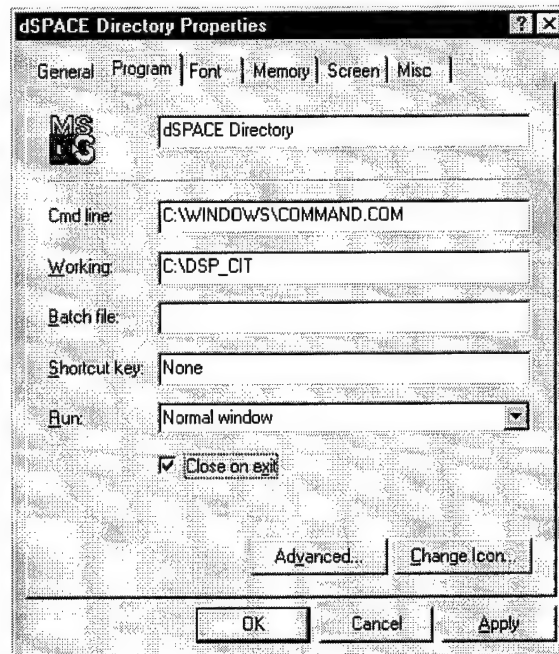 dSPACE Directory Properties ? X
General Program Font Memory Screen Misc
MS DOS
dSPACE Directory
Cmd line: C:\WINDOWS\COMMAND.COM
Working: C:\DSP_CIT
Batch file:
Shortcut key: None
Run: Normal window
Close on exit
Advanced... Change Icon...
OK Cancel Apply